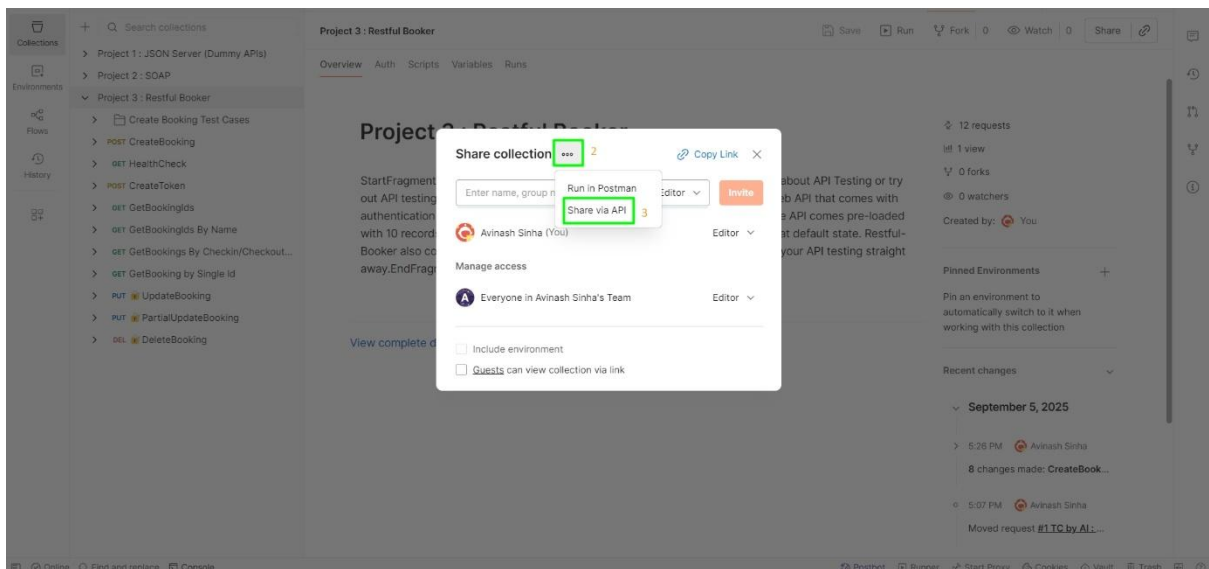 Collections
Environments
Flows
History
Search collections
Project 1 : JSON Server (Dummy APIs)
Project 2 : SOAP
Project 3 : Restful Booker
Create Booking Test Cases
POST CreateBooking
GET HealthCheck
POST CreateToken
GET GetBookingIds
GET GetBookingIds By Name
GET GetBookings By Checkin/Checkout...
GET GetBooking by Single Id
PUT UpdateBooking
PUT PartialUpdateBooking
DEL DeleteBooking
Project 3 : Restful Booker
Save Run Fork 0 Watch 0 Share
Overview Auth Scripts Variables Runs
Project
StartFragment about API Testing or try
out API testing b API that comes with
authentication e API comes pre-loaded
with 10 record at default state. Restful-
Booker also co your API testing straight
away.EndFragr
View complete d
Share collection 2 Copy Link
Enter name, group n Editor Invite
Run in Postman
Share via API 3
Avinash Sinha (You) Editor
Manage access
A Everyone in Avinash Sinha's Team Editor
Include environment
Guests can view collection via link
12 requests
1 view
0 forks
0 watchers
Created by: You
Pinned Environments
Pin an environment to
automatically switch to it when
working with this collection
Recent changes
September 5, 2025
5:26 PM Avinash Sinha
8 changes made: CreateBook...
5:07 PM Avinash Sinha
Moved request #1 TC by AI :...
Online Find and replace Console Postbot Runner Start Proxy Cookies Vault Trash